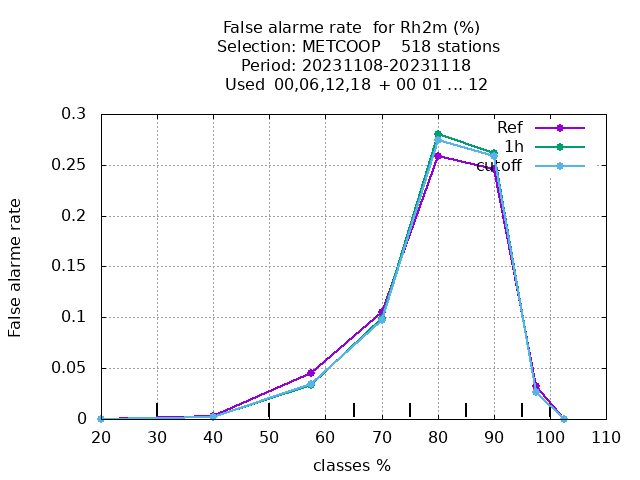 False alarme rate  for Rh2m (%)
Selection: METCOOP    518 stations
Period: 20231108-20231118
Used  00,06,12,18  + 00 01 ... 12
Ref
1h
cutoff
0.3
0.25
0.2
0.15
0.1
0.05
0
False alarme rate
20 30 40 50 60 70 80 90 100 110
classes %